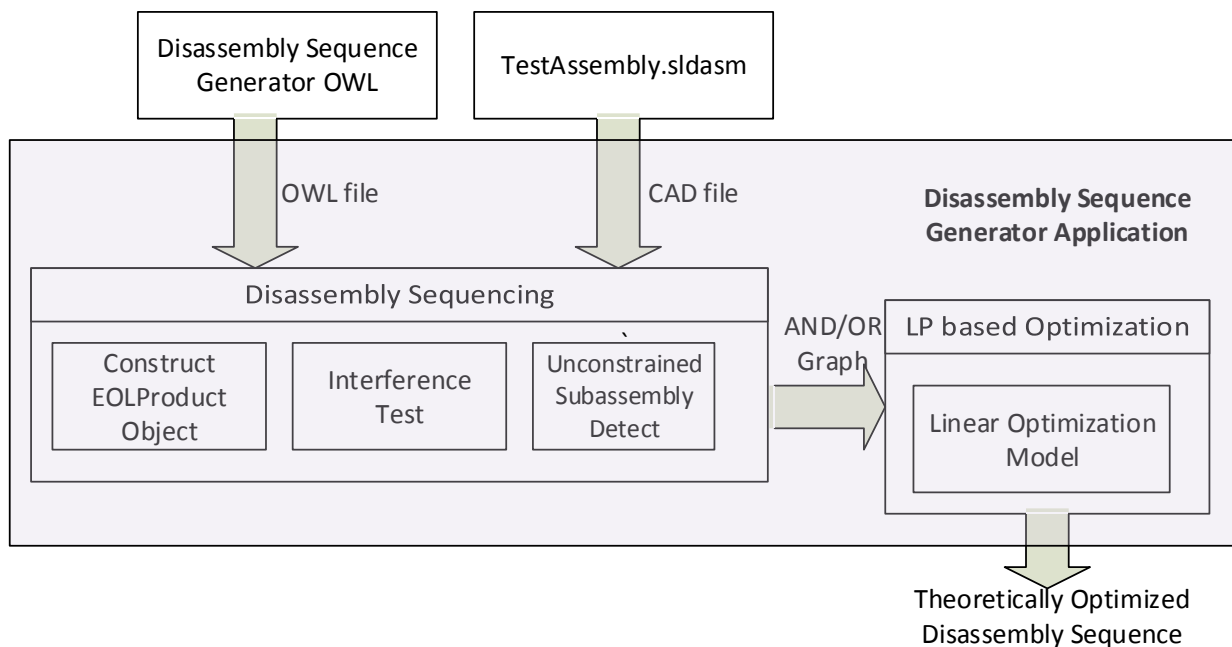 Disassembly Sequence
Generator OWL
TestAssembly.sldasm
OWL file
CAD file
Disassembly Sequence
Generator Application
Disassembly Sequencing
Construct
EOLProduct
Object
Interference
Test
`
Unconstrained
Subassembly
Detect
AND/OR
Graph
LP based Optimization
Linear Optimization
Model
Theoretically Optimized
Disassembly Sequence